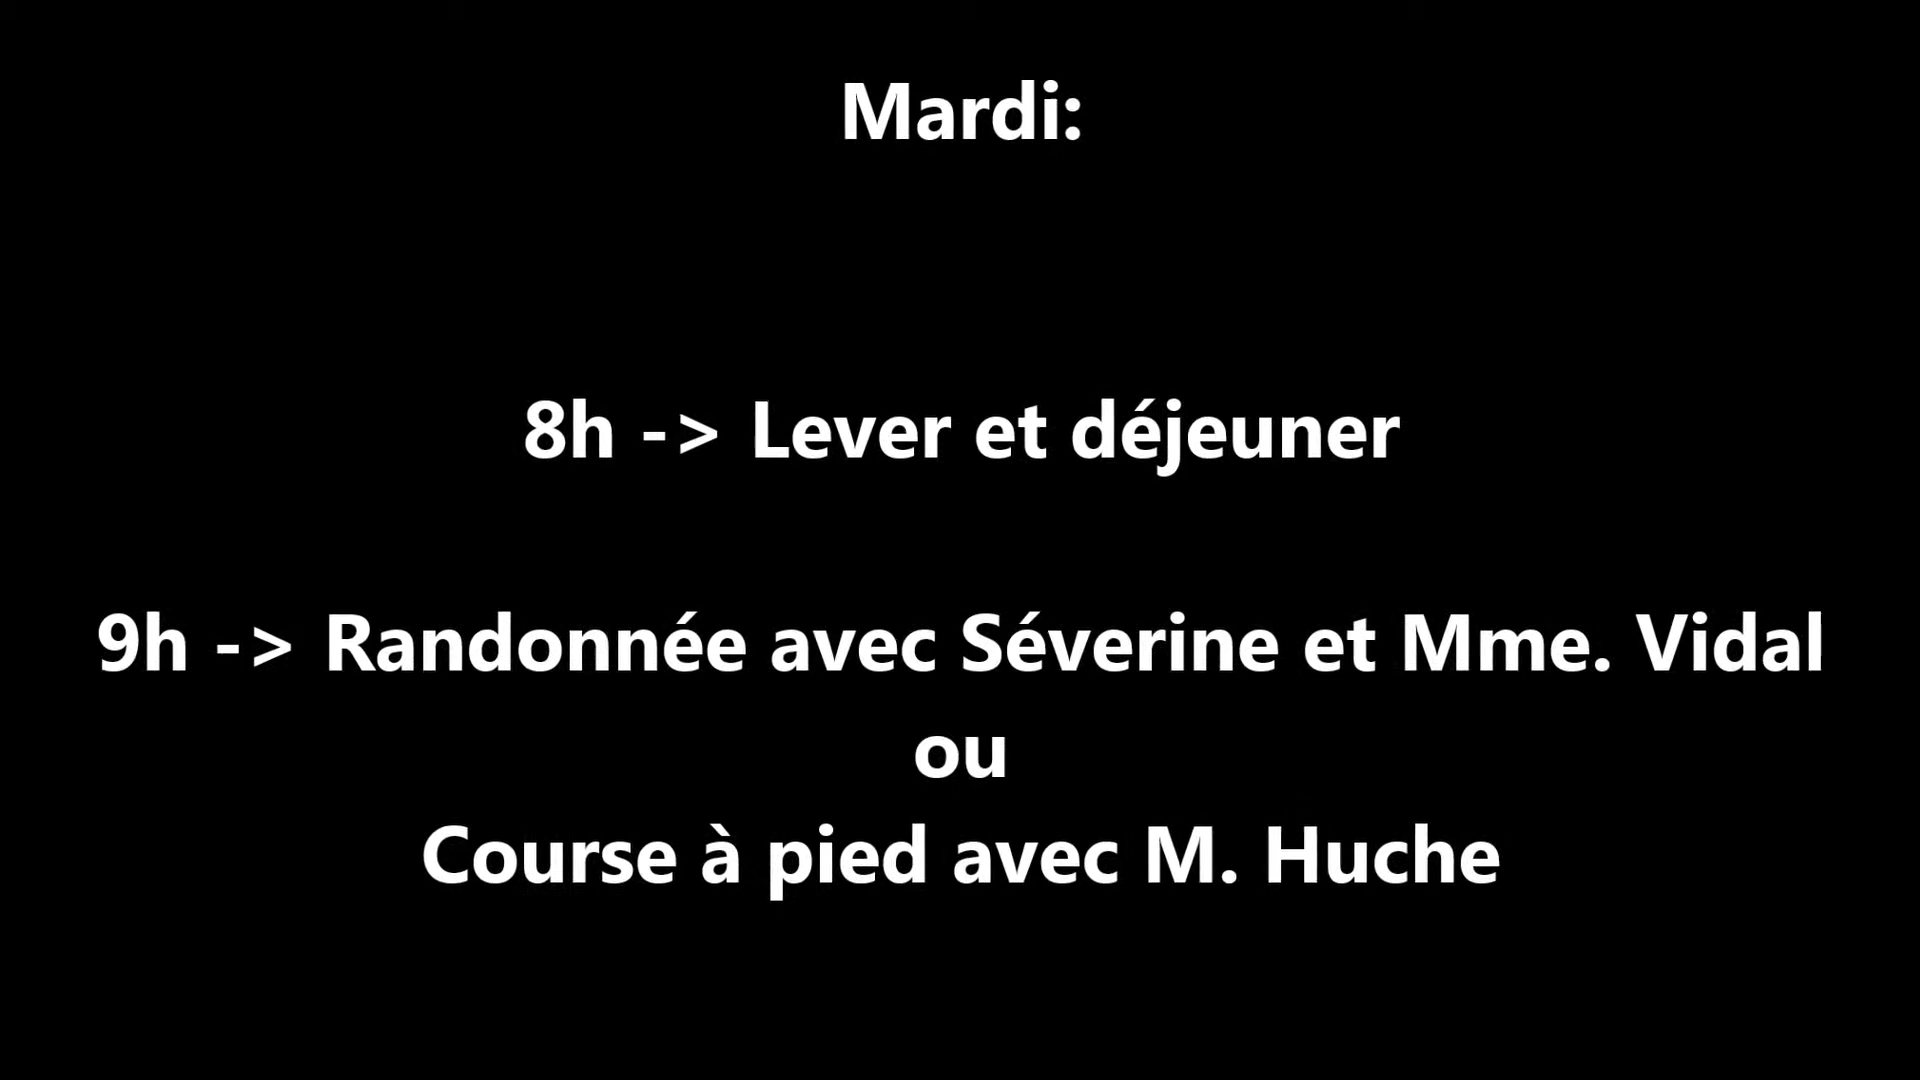 Mardi:
8h -> Lever et déjeuner
9h -> Randonnée avec Séverine et Mme. Vidal
ou
Course à pied avec M. Huche